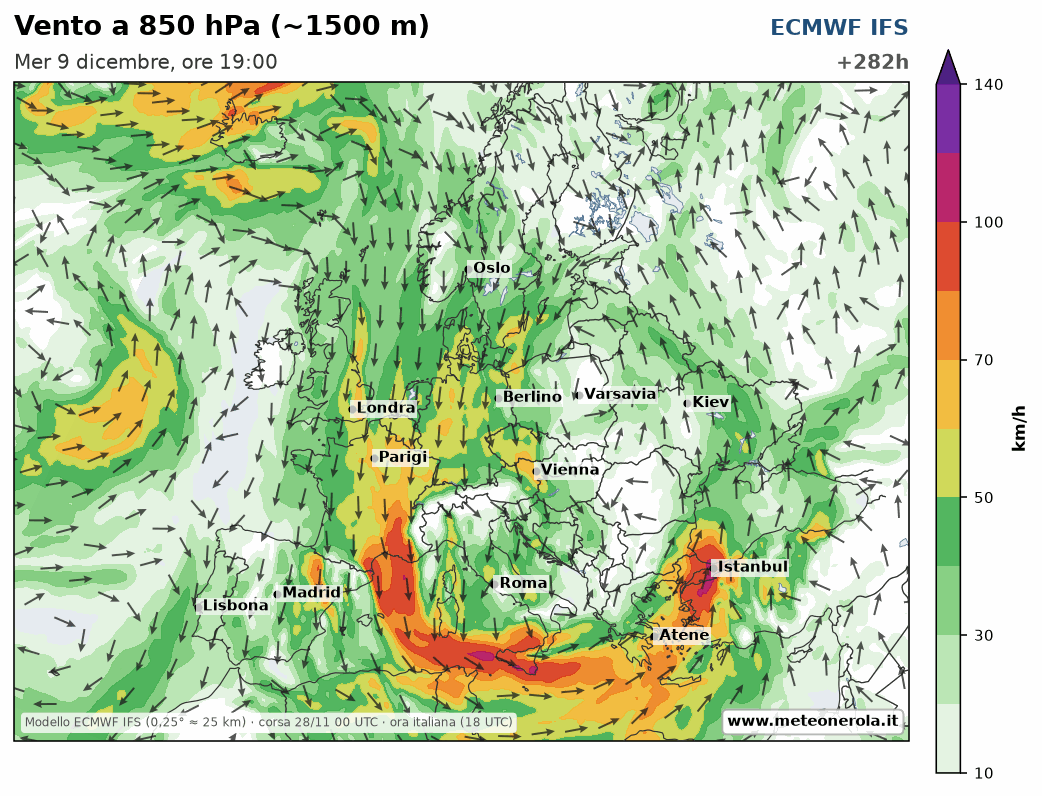 Vento a 850 hPa (~1500 m)
ECMWF IFS
Mer 9 dicembre, ore 19:00
+282h
140
100
70
50
30
10
km/h
Oslo
Londra
Berlino
Varsavia
Kiev
Parigi
Vienna
Istanbul
Roma
Madrid
Lisbona
Atene
Modello ECMWF IFS (0,25° ≈ 25 km) · corsa 28/11 00 UTC · ora italiana (18 UTC)
www.meteonerola.it